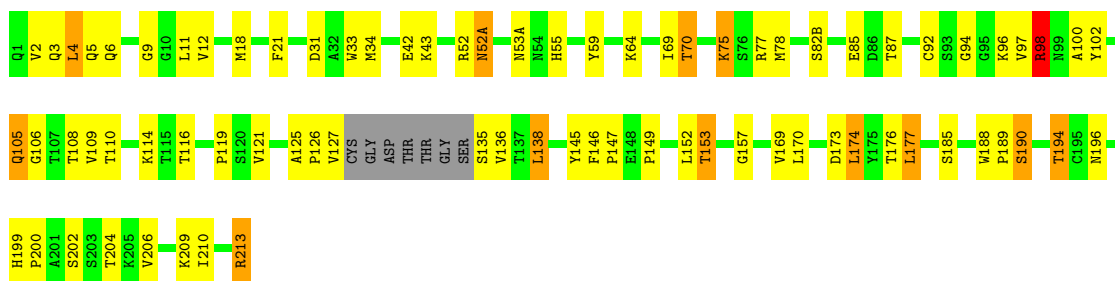 Q1 V2 Q3 L4 Q5 Q6 G9 G10 L11 V12 M18 F21 D31 A32 W33 M34 E42 K43 R52 N52A N53A N54 H55 Y59 K64 I69 T70 K75 S76 R77 M78 S82B E85 D86 T87 C92 S93 G94 G95 K96 V97 R98 N99 A100 Y102
Q105 G106 T107 T108 V109 T110 K114 T115 T116 P119 S120 V121 A125 P126 V127 CYS GLY ASP THR THR GLY SER S135 V136 T137 L138 Y145 F146 P147 E148 P149 L152 T153 G157 V169 L170 D173 L174 Y175 T176 L177 S185 W188 P189 S190 T194 C195 N196
H199 P200 A201 S202 S203 T204 K205 V206 K209 I210 R213